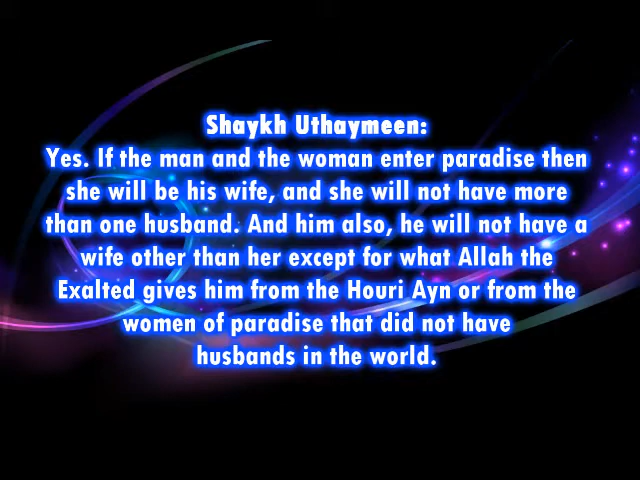 Shaykh Uthaymeen:
Yes. If the man and the woman enter paradise then
she will be his wife, and she will not have more
than one husband. And him also, he will not have a
wife other than her except for what Allah the
Exalted gives him from the Houri Ayn or from the
women of paradise that did not have
husbands in the world.